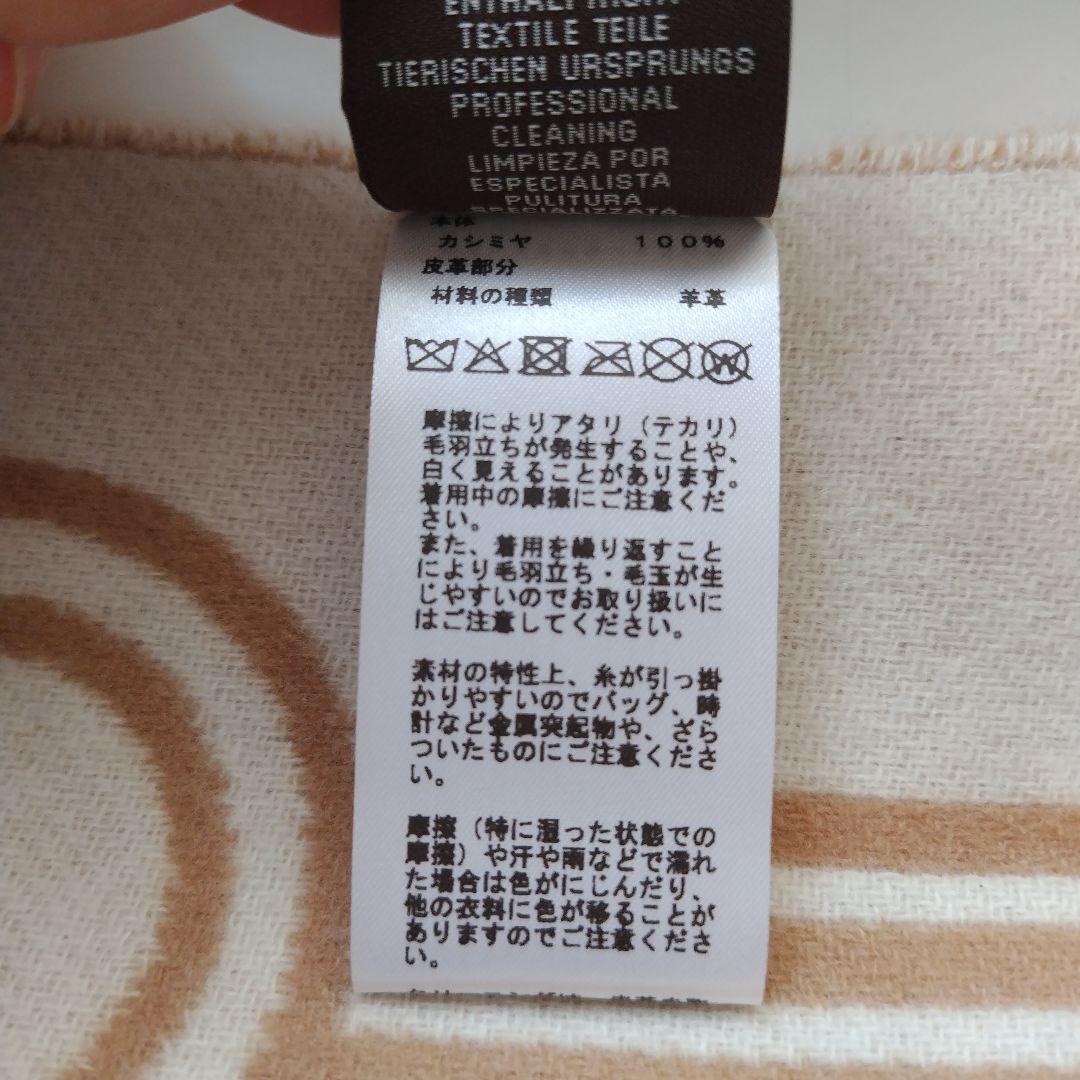 TEXTILE TEILE
TIERISCHEN URSPRUNGS
PROFESSIONAL
CLEANING
LIMPIEZA POR
ESPECIALISTA
PULITURA
SPECIALIZZATA
本体
カシミヤ 100%
皮革部分
材料の種類 羊革
W
摩擦によりアタリ（テカリ）
毛羽立ちが発生することや、
白く見えることがあります。
着用中の摩擦にご注意くだ
さい。
また、着用を繰り返すこと
により毛羽立ち・毛玉が生
じやすいのでお取り扱いに
はご注意してください。
素材の特性上、糸が引っ掛
かりやすいのでバッグ、時
計など金属突起物や、ざら
ついたものにご注意くださ
い。
摩擦（特に湿った状態での
摩擦）や汗や雨などで濡れ
た場合は色がにじんだり、
他の衣料に色が移ることが
ありますのでご注意くださ
い。